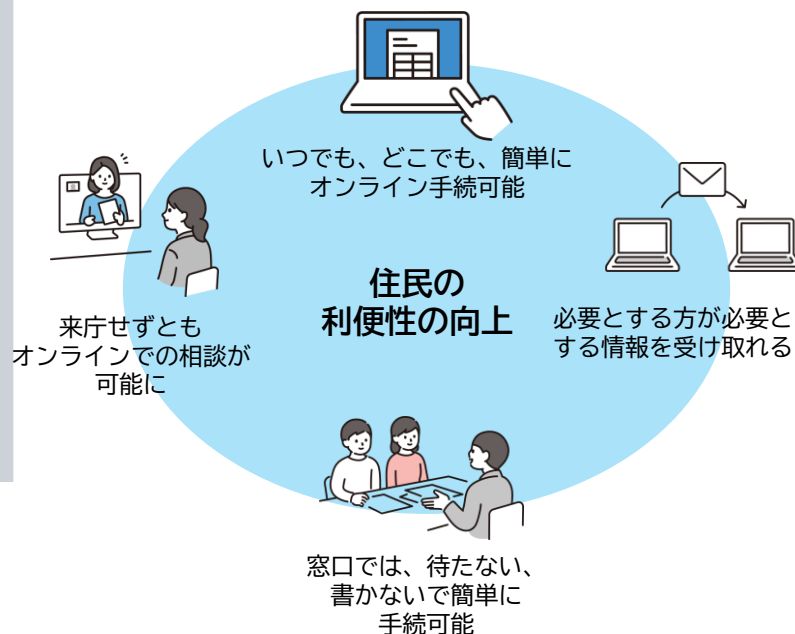 いつでも、どこでも、簡単に
オンライン手続可能
住民の
利便性の向上
来庁せずとも
オンラインでの相談が
可能に
必要とする方が必要と
する情報を受け取れる
窓口では、待たない、
書かないで簡単に
手続可能